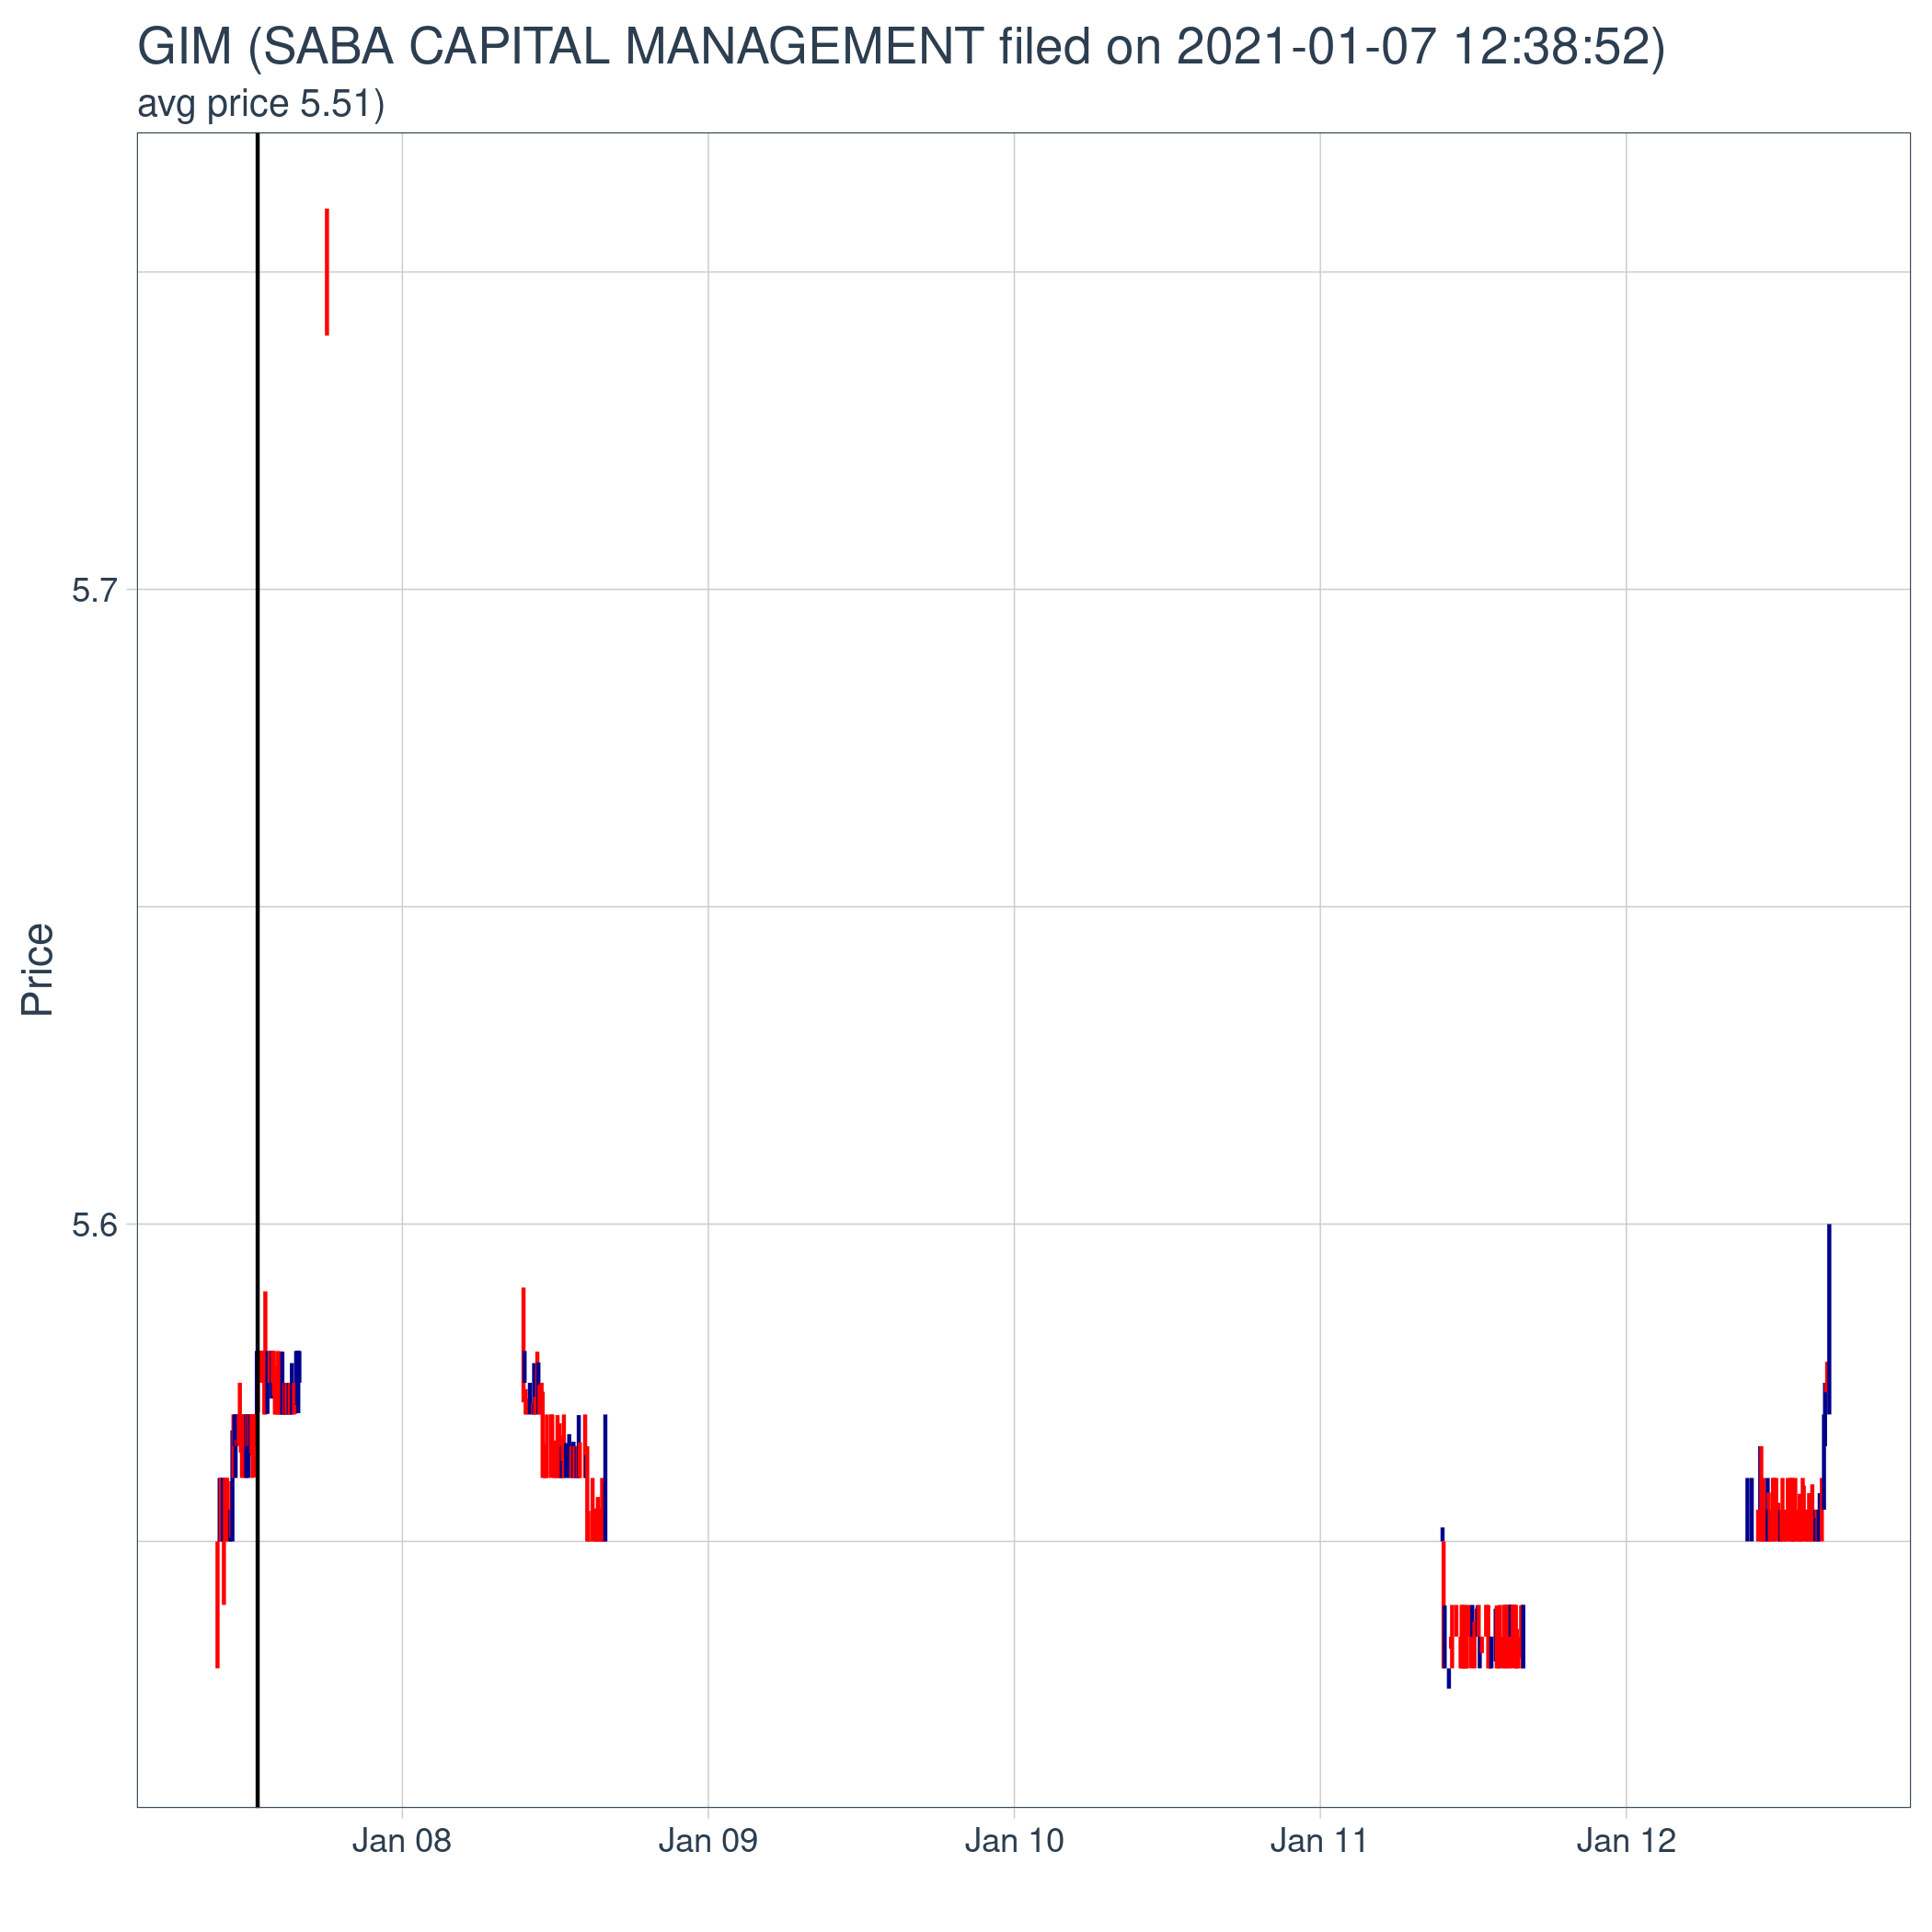 GIM (SABA CAPITAL MANAGEMENT filed on 2021-01-07 12:38:52)
avg price 5.51)
5.7
Price
5.6
Jan 08 Jan 09 Jan 10 Jan 11 Jan 12